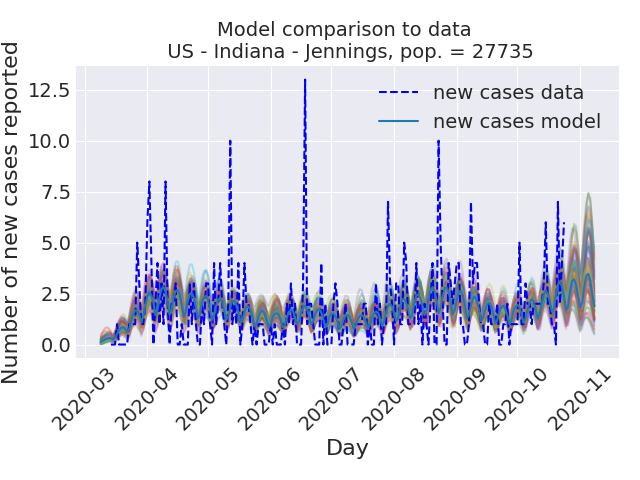 Model comparison to data
US - Indiana - Jennings, pop. = 27735
Number of new cases reported
12.5
10.0
7.5
5.0
2.5
0.0
new cases data
new cases model
2020-03
2020-04
2020-05
2020-06
2020-07
2020-08
2020-09
2020-10
2020-11
Day